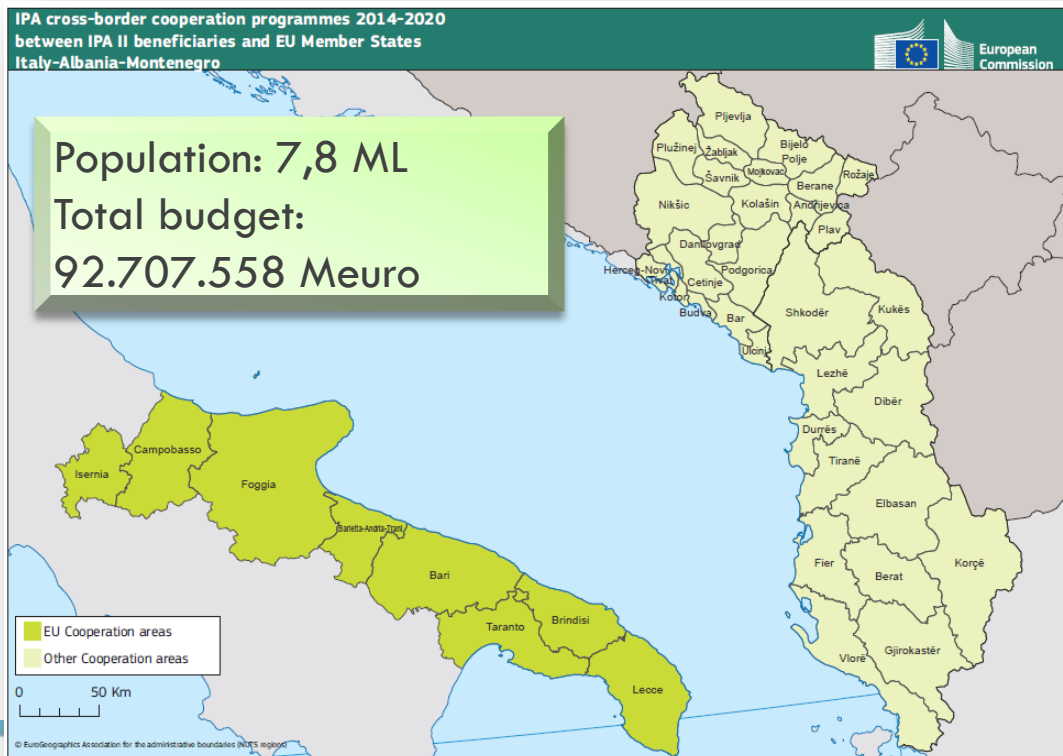 IPA cross-border cooperation programmes 2014-2020
between IPA II beneficiaries and EU Member States
Italy-Albania-Montenegro
European
Commission
Population: 7,8 ML
Total budget:
92.707.558 Meuro
Pljevlja
Plužinej
Žabljak
Bijelo
Polje
Šavnik
Mojkovac
Rožaje
Berane
Nikšic
Kolašin
Andrijevica
Plav
Danilovgrad
Herceg-Novi
Tivat
Cetinje
Podgorica
Kotor
Budva
Bar
Shkodër
Kukës
Ulcinj
Lezhë
Dibër
Durrës
Tiranë
Elbasan
Fier
Berat
Korçë
Vlorë
Gjirokastër
Isernia
Campobasso
Foggia
Barletta-Andria-Trani
Bari
Taranto
Brindisi
Lecce
EU Cooperation areas
Other Cooperation areas
0 50 Km
© EuroGeographics Association for the administrative boundaries (NUTS regions)